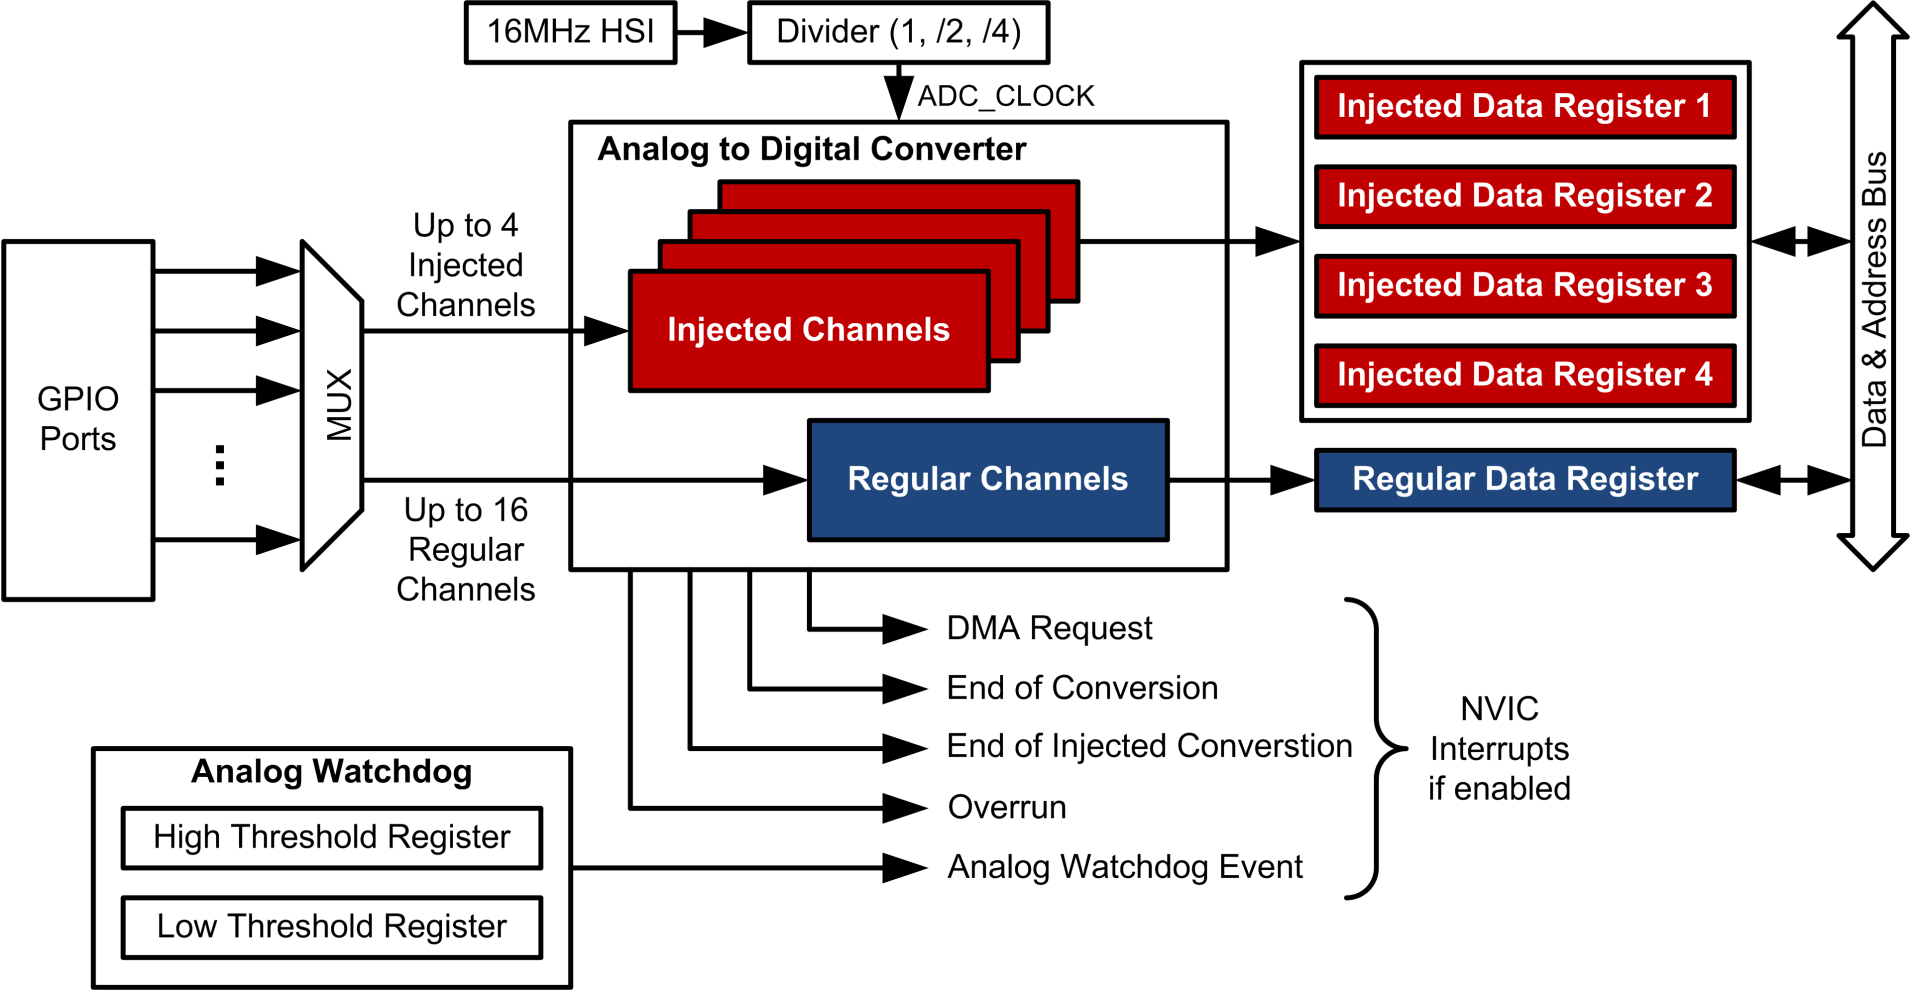 16MHz HSI
Divider (1, /2, /4)
ADC_CLOCK
Analog to Digital Converter
Injected Channels
Regular Channels
GPIO
Ports
MUX
Up to 4
Injected
Channels
Up to 16
Regular
Channels
Injected Data Register 1
Injected Data Register 2
Injected Data Register 3
Injected Data Register 4
Regular Data Register
Data & Address Bus
DMA Request
End of Conversion
End of Injected Converstion
Overrun
Analog Watchdog Event
NVIC
Interrupts
if enabled
Analog Watchdog
High Threshold Register
Low Threshold Register